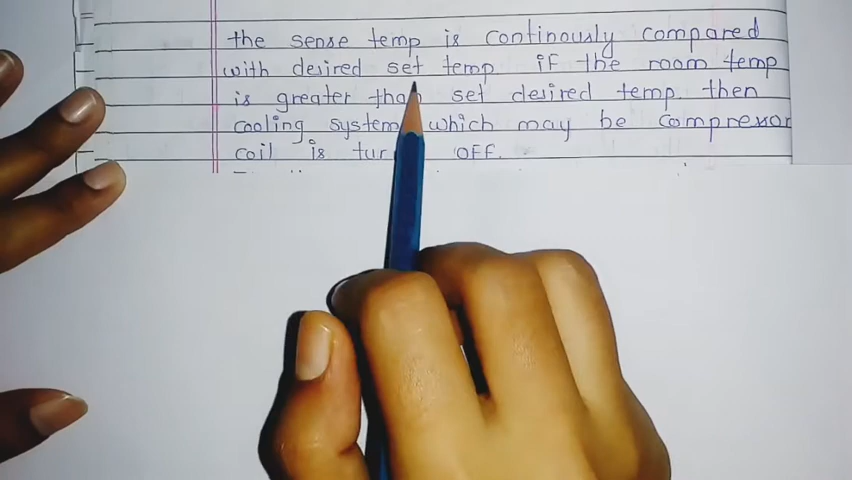 the sense temp is continously compared
with desired set temp. if the room temp
is greater than set desired temp. then
cooling system which may be compressor
coil is OFF.